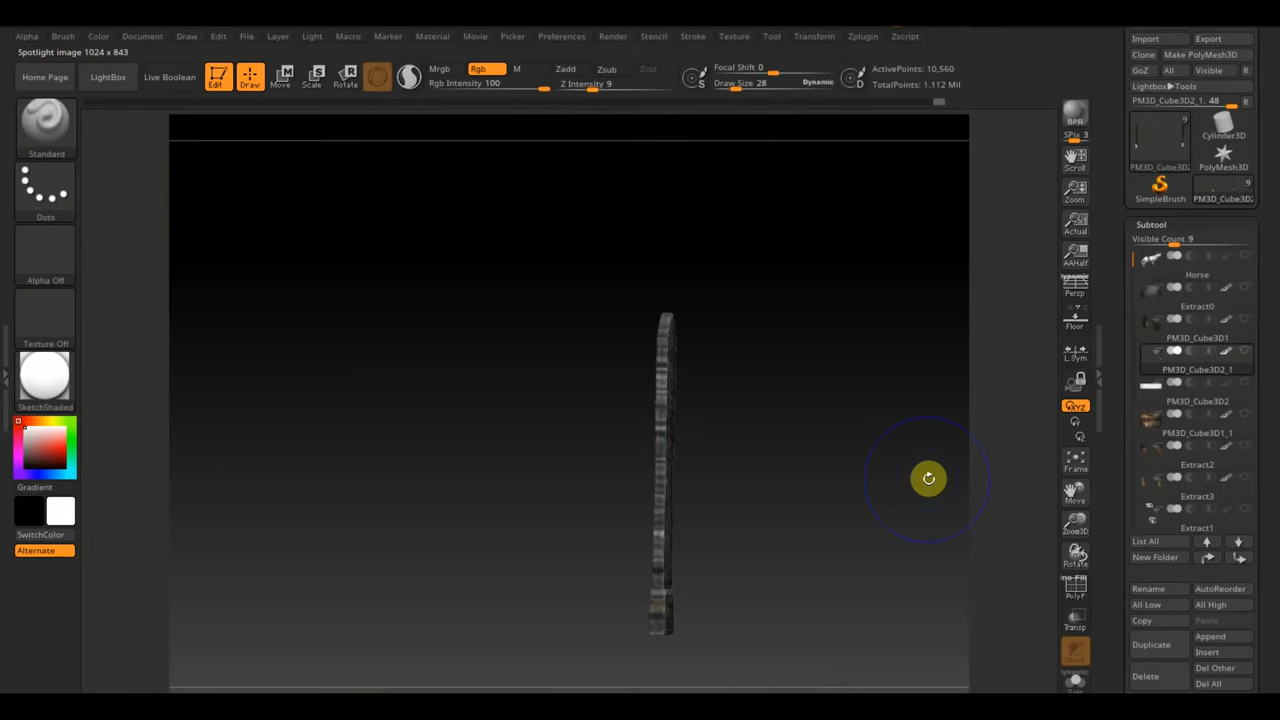 Alpha Brush Color Document Draw Edit File Layer Light Macro Marker Material Movie Picker Preferences Render Stencil Stroke Texture Tool Transform Zplugin Zscript
Spotlight image 1024 x 843
Home Page LightBox Live Boolean Edit Draw Move Scale Rotate
Mrgb Rgb M Zadd Zsub Zcut
Rgb Intensity 100 Z Intensity 9
Focal Shift 0
Draw Size 28 Dynamic
S D
ActivePoints: 10,560
TotalPoints: 1.112 Mil
Standard
Dots
Alpha Off
Texture Off
SketchShaded
Gradient
SwitchColor
Alternate
BPR
SPix 3
Scroll
Zoom
Actual
AAHalf
Dynamic
Persp
Floor
L.Sym
XYZ
Frame
Move
Zoom3D
Rotate
PolyF
Transp
Dynamic
Solo
Import Export
Clone Make PolyMesh3D
GoZ All Visible R
Lightbox▶Tools
PM3D_Cube3D2_1. 48 R
9
Cylinder3D
PM3D_Cube3D2 PolyMesh3D
9
SimpleBrush PM3D_Cube3D2
Subtool
Visible Count 9
Horse
Extract0
PM3D_Cube3D1
PM3D_Cube3D2_1
PM3D_Cube3D2
PM3D_Cube3D1_1
Extract2
Extract3
Extract1
List All
New Folder
Rename AutoReorder
All Low All High
Copy Paste
Duplicate Append
Insert
Delete Del Other
Del All